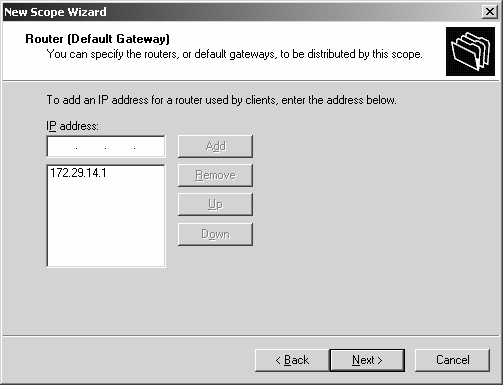 New Scope Wizard
Router (Default Gateway)
You can specify the routers, or default gateways, to be distributed by this scope.
To add an IP address for a router used by clients, enter the address below.
IP address:
. . .
Add
172.29.14.1
Remove
Up
Down
< Back
Next >
Cancel